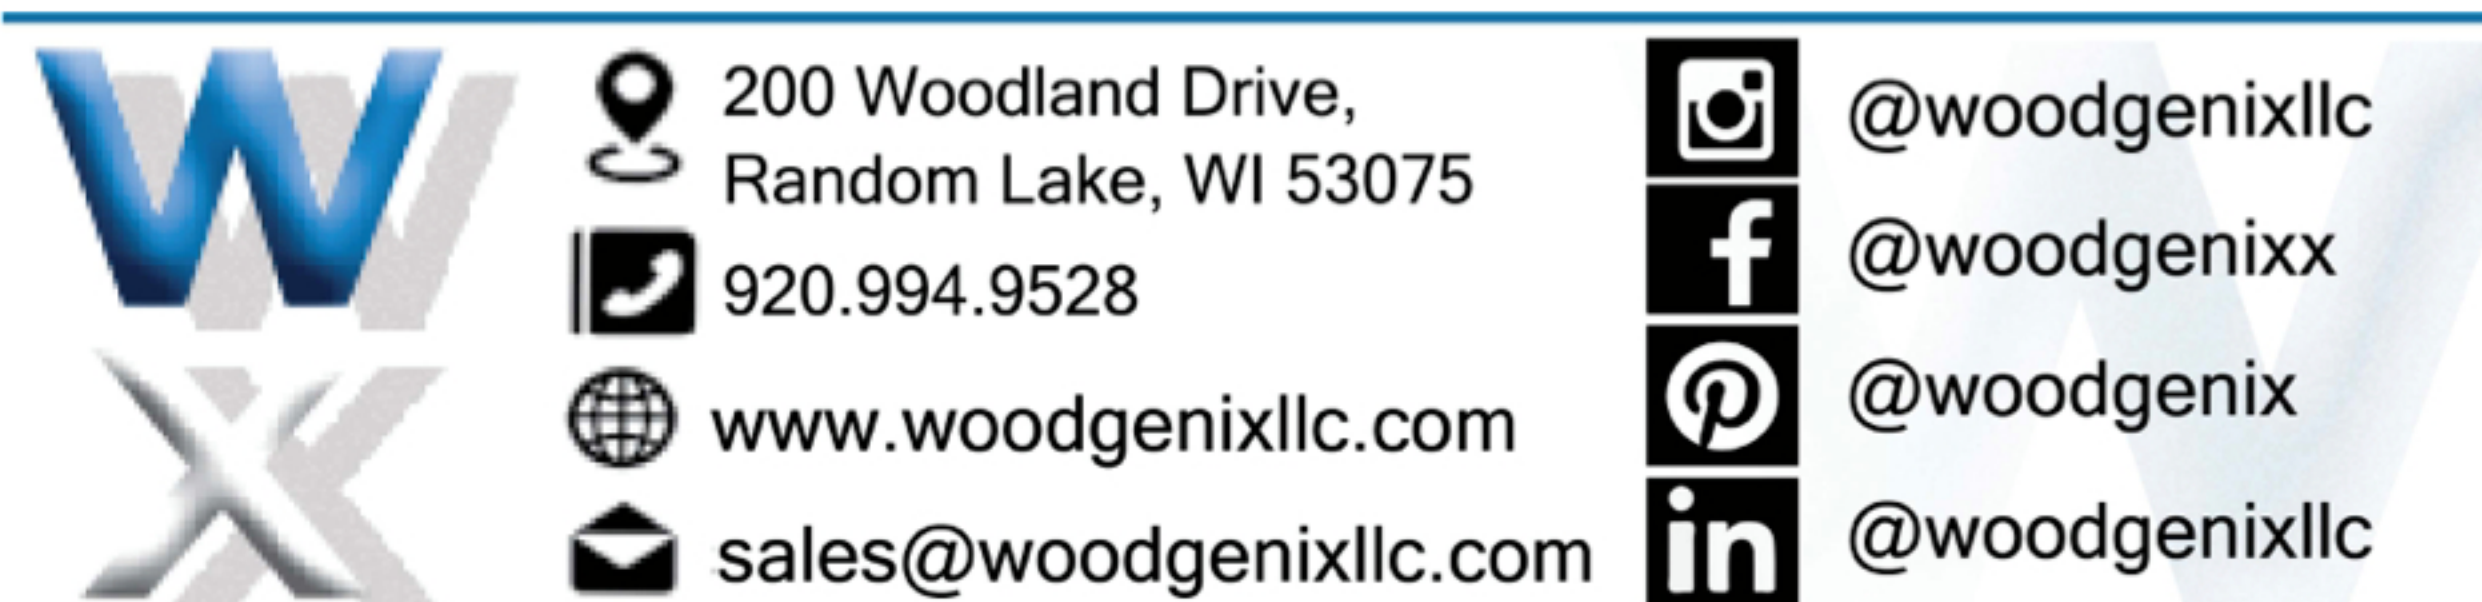 W
X
200 Woodland Drive,
Random Lake, WI 53075
920.994.9528
www.woodgenixllc.com
sales@woodgenixllc.com
@woodgenixllc
@woodgenixx
@woodgenix
in @woodgenixllc